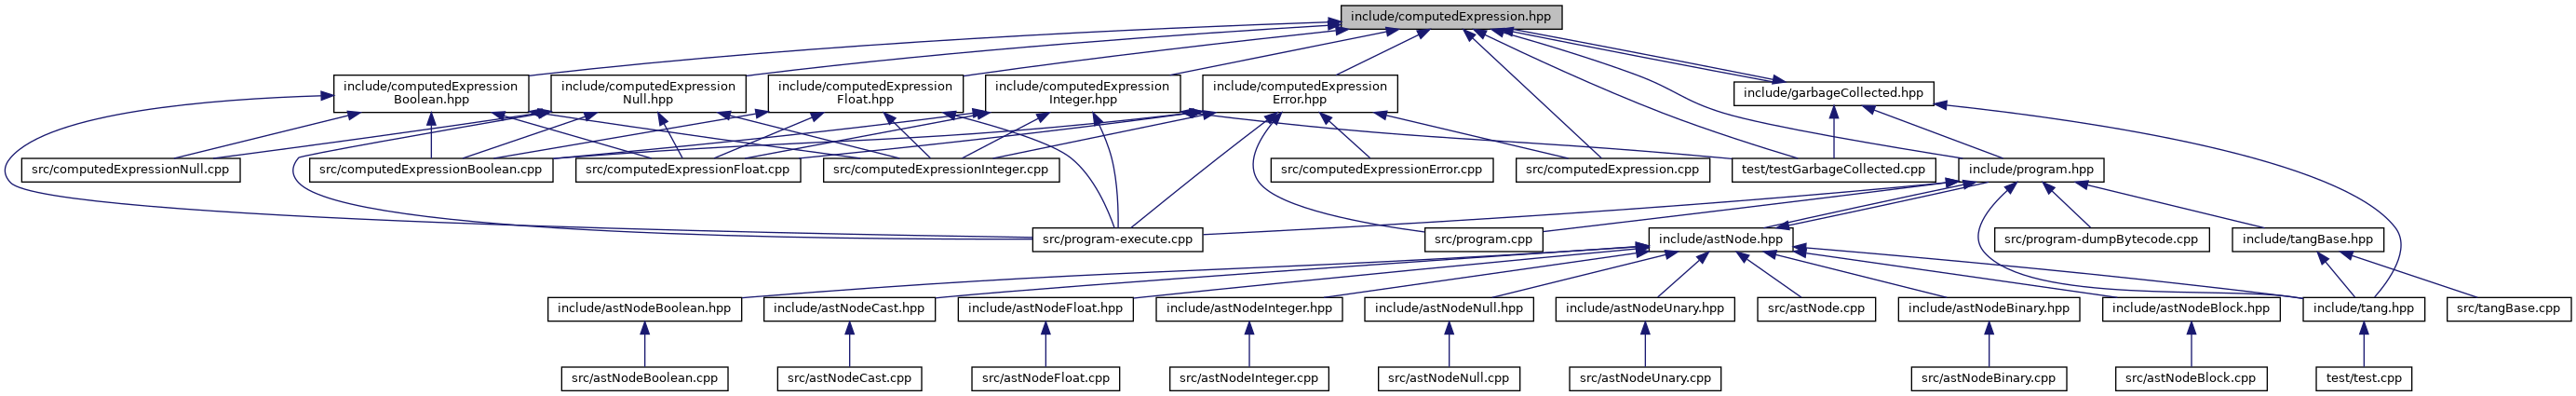 include/computedExpression.hpp
include/computedExpression
Boolean.hpp
include/computedExpression
Null.hpp
include/computedExpression
Float.hpp
include/computedExpression
Integer.hpp
include/computedExpression
Error.hpp
include/garbageCollected.hpp
src/computedExpressionNull.cpp
src/computedExpressionBoolean.cpp
src/computedExpressionFloat.cpp
src/computedExpressionInteger.cpp
src/computedExpressionError.cpp
src/computedExpression.cpp
test/testGarbageCollected.cpp
include/program.hpp
src/program-execute.cpp
src/program.cpp
include/astNode.hpp
src/program-dumpBytecode.cpp
include/tangBase.hpp
include/astNodeBoolean.hpp
include/astNodeCast.hpp
include/astNodeFloat.hpp
include/astNodeInteger.hpp
include/astNodeNull.hpp
include/astNodeUnary.hpp
src/astNode.cpp
include/astNodeBinary.hpp
include/astNodeBlock.hpp
include/tang.hpp
src/tangBase.cpp
src/astNodeBoolean.cpp
src/astNodeCast.cpp
src/astNodeFloat.cpp
src/astNodeInteger.cpp
src/astNodeNull.cpp
src/astNodeUnary.cpp
src/astNodeBinary.cpp
src/astNodeBlock.cpp
test/test.cpp